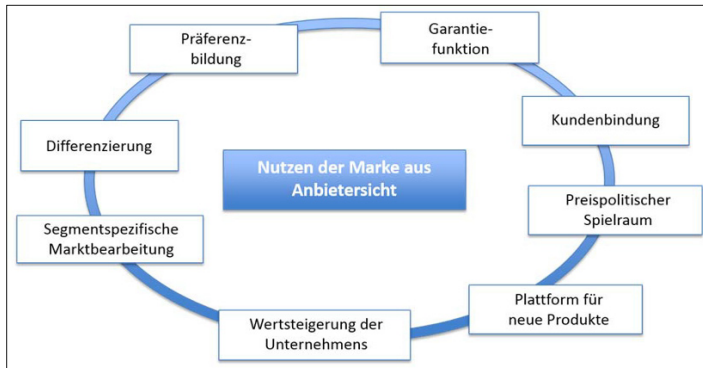 Präferenz-
bildung
Garantie-
funktion
Differenzierung
Kundenbindung
Nutzen der Marke aus
Anbietersicht
Segmentspezifische
Marktbearbeitung
Preispolitischer
Spielraum
Wertsteigerung der
Unternehmens
Plattform für
neue Produkte